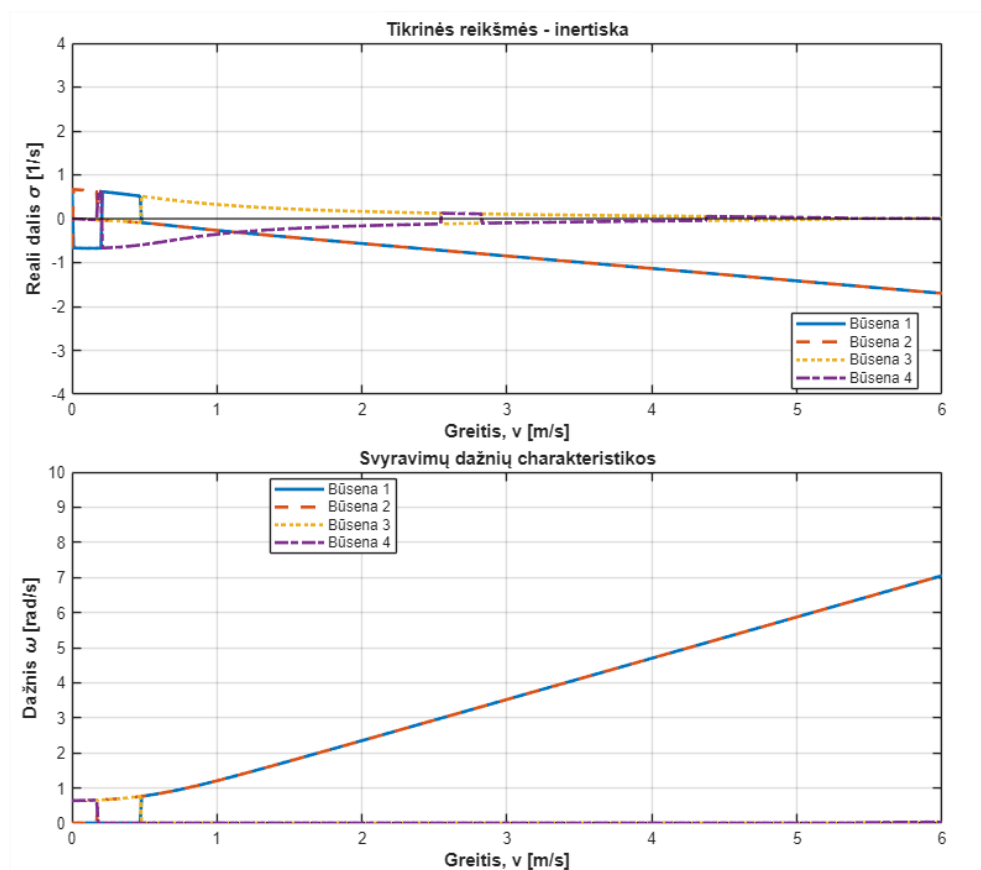 Tikrinės reikšmės - inertiska
4
3
2
1
0
-1
-2
-3
-4
Reali dalis σ [1/s]
Būsena 1
Būsena 2
Būsena 3
Būsena 4
0 1 2 3 4 5 6
Greitis, v [m/s]
Svyravimų dažnių charakteristikos
10
9
8
7
6
5
4
3
2
1
0
Dažnis ω [rad/s]
Būsena 1
Būsena 2
Būsena 3
Būsena 4
0 1 2 3 4 5 6
Greitis, v [m/s]